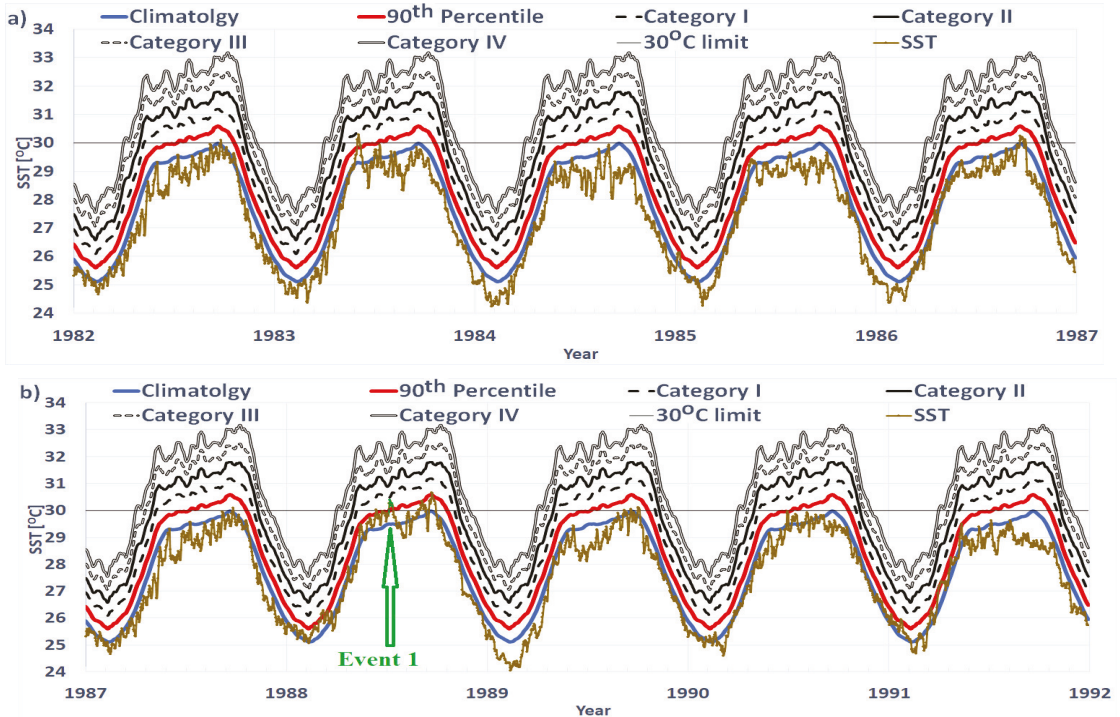 a)
Climatolgy 90th Percentile Category I Category II
Category III Category IV 30°C limit SST
SST [°C]
34
33
32
31
30
29
28
27
26
25
24
1982 1983 1984 1985 1986 1987
Year
b)
Climatolgy 90th Percentile Category I Category II
Category III Category IV 30°C limit SST
SST [°C]
34
33
32
31
30
29
28
27
26
25
24
Event 1
1987 1988 1989 1990 1991 1992
Year